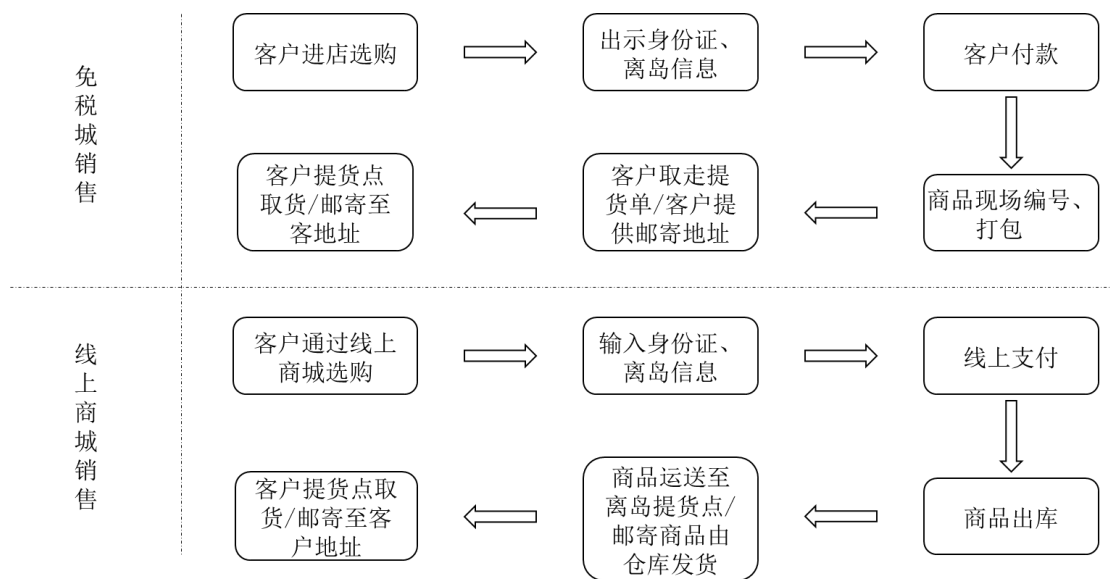 免税城销售
客户进店选购
出示身份证、
离岛信息
客户付款
商品现场编号、
打包
客户取走提
货单/客户提
供邮寄地址
客户提货点
取货/邮寄至
客地址
线上商城销售
客户通过线上
商城选购
输入身份证、
离岛信息
线上支付
商品出库
商品运送至
离岛提货点/
邮寄商品由
仓库发货
客户提货点取
货/邮寄至客
户地址